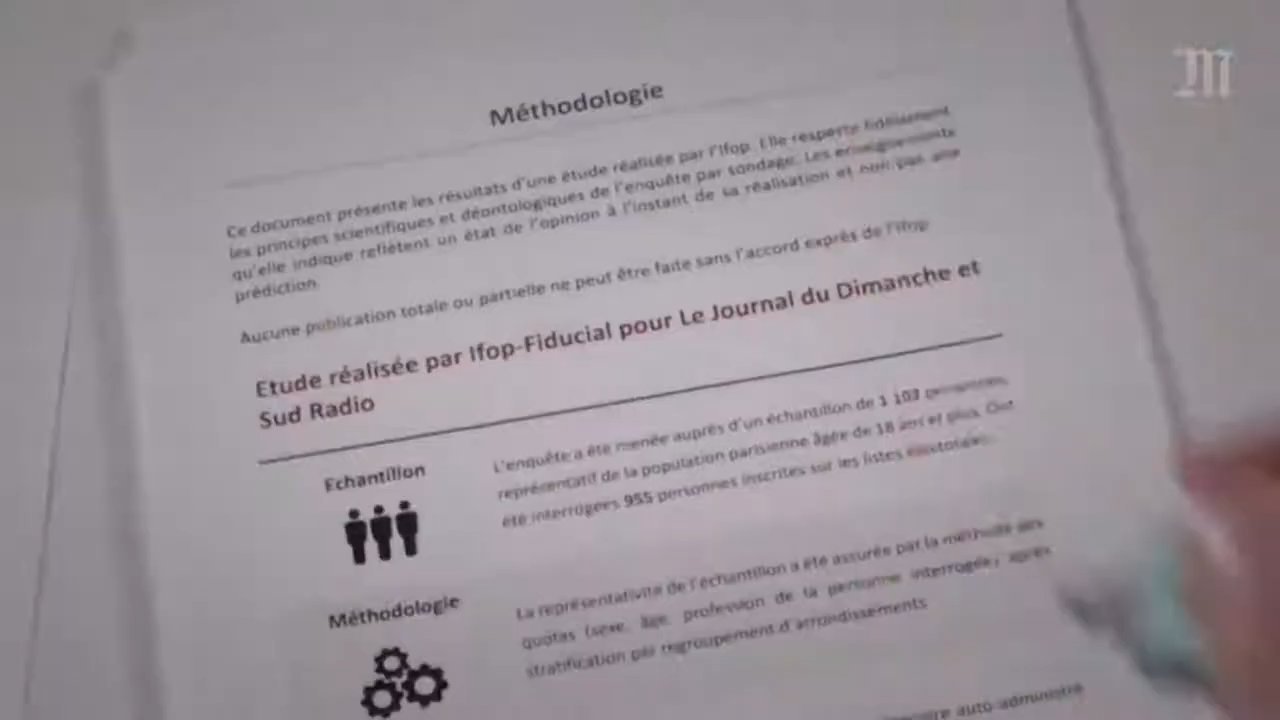 Méthodologie
Ce document présente les résultats d'une étude réalisée par l'Ifop. Elle respecte fidèlement
les principes scientifiques et déontologiques de l'enquête par sondage. Les enseignements
qu'elle indique reflètent un état de l'opinion à l'instant de sa réalisation et non pas une
prédiction.
Aucune publication totale ou partielle ne peut être faite sans l'accord exprès de l'Ifop.
Etude réalisée par Ifop-Fiducial pour Le Journal du Dimanche et
Sud Radio
Echantillon
L'enquête a été menée auprès d'un échantillon de 1 103 personnes,
représentatif de la population parisienne âgée de 18 ans et plus. Ont
été interrogées 955 personnes inscrites sur les listes électorales.
Méthodologie
La représentativité de l'échantillon a été assurée par la méthode des
quotas (sexe, âge, profession de la personne interrogée) après
stratification par regroupement d'arrondissements
auto-administré
M